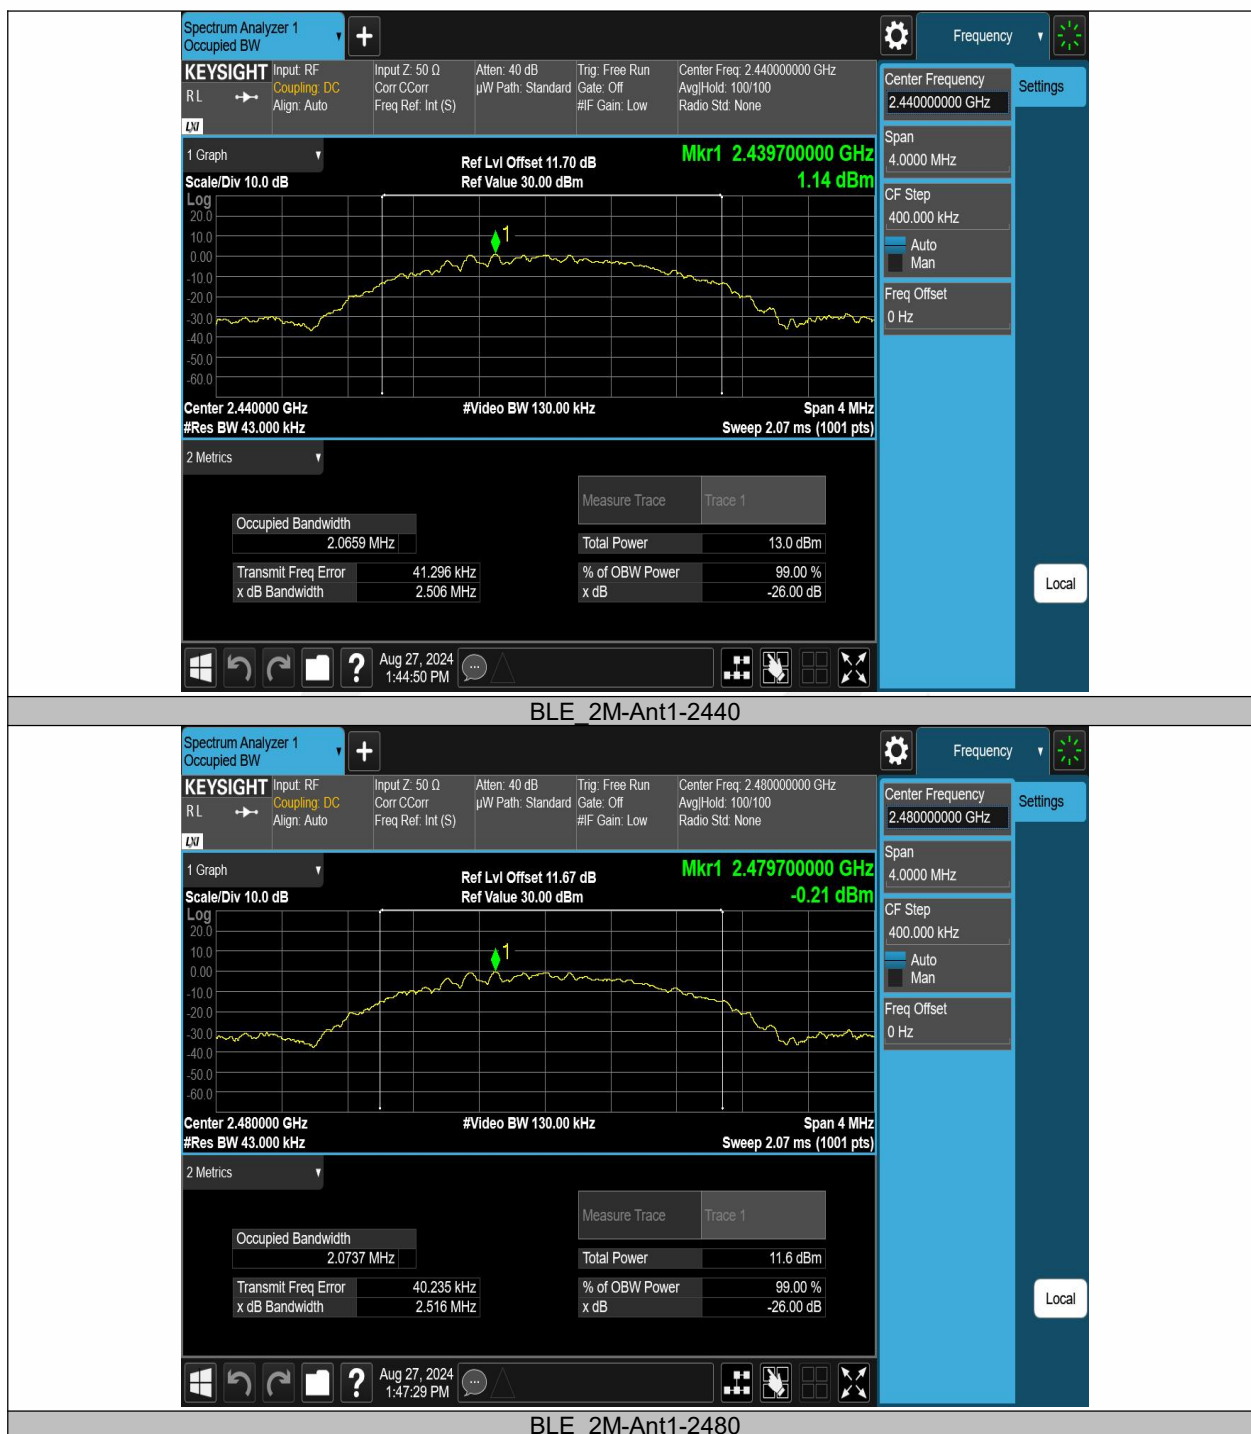 Spectrum Analyzer 1
Occupied BW
+
Frequency
KEYSIGHT
RL
LXI
Input: RF
Coupling: DC
Align: Auto
Input Z: 50 Ω
Corr CCorr
Freq Ref: Int (S)
Atten: 40 dB
µW Path: Standard
Trig: Free Run
Gate: Off
#IF Gain: Low
Center Freq: 2.440000000 GHz
Avg|Hold: 100/100
Radio Std: None
Center Frequency
2.440000000 GHz
Settings
Span
4.0000 MHz
CF Step
400.000 kHz
Auto
Man
Freq Offset
0 Hz
1 Graph
Scale/Div 10.0 dB
Ref Lvl Offset 11.70 dB
Ref Value 30.00 dBm
Mkr1 2.439700000 GHz
1.14 dBm
Log
20.0
10.0
0.00
-10.0
-20.0
-30.0
-40.0
-50.0
-60.0
1
Center 2.440000 GHz
#Video BW 130.00 kHz
Span 4 MHz
#Res BW 43.000 kHz
Sweep 2.07 ms (1001 pts)
2 Metrics
Measure Trace Trace 1
Occupied Bandwidth
2.0659 MHz
Total Power 13.0 dBm
Transmit Freq Error 41.296 kHz
% of OBW Power 99.00 %
x dB Bandwidth 2.506 MHz
x dB -26.00 dB
Local
?
Aug 27, 2024
1:44:50 PM
BLE_2M-Ant1-2440
Spectrum Analyzer 1
Occupied BW
+
Frequency
KEYSIGHT
RL
LXI
Input: RF
Coupling: DC
Align: Auto
Input Z: 50 Ω
Corr CCorr
Freq Ref: Int (S)
Atten: 40 dB
µW Path: Standard
Trig: Free Run
Gate: Off
#IF Gain: Low
Center Freq: 2.480000000 GHz
Avg|Hold: 100/100
Radio Std: None
Center Frequency
2.480000000 GHz
Settings
Span
4.0000 MHz
CF Step
400.000 kHz
Auto
Man
Freq Offset
0 Hz
1 Graph
Scale/Div 10.0 dB
Ref Lvl Offset 11.67 dB
Ref Value 30.00 dBm
Mkr1 2.479700000 GHz
-0.21 dBm
Log
20.0
10.0
0.00
-10.0
-20.0
-30.0
-40.0
-50.0
-60.0
1
Center 2.480000 GHz
#Video BW 130.00 kHz
Span 4 MHz
#Res BW 43.000 kHz
Sweep 2.07 ms (1001 pts)
2 Metrics
Measure Trace Trace 1
Occupied Bandwidth
2.0737 MHz
Total Power 11.6 dBm
Transmit Freq Error 40.235 kHz
% of OBW Power 99.00 %
x dB Bandwidth 2.516 MHz
x dB -26.00 dB
Local
?
Aug 27, 2024
1:47:29 PM
BLE_2M-Ant1-2480